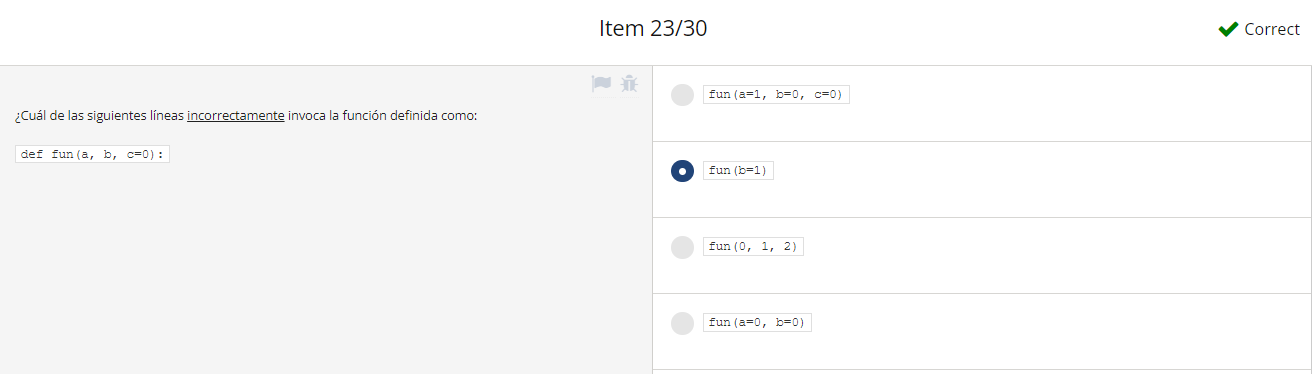 Item 23/30
Correct
¿Cuál de las siguientes líneas incorrectamente invoca la función definida como:
def fun(a, b, c=0):
fun(a=1, b=0, c=0)
fun(b=1)
fun(0, 1, 2)
fun(a=0, b=0)